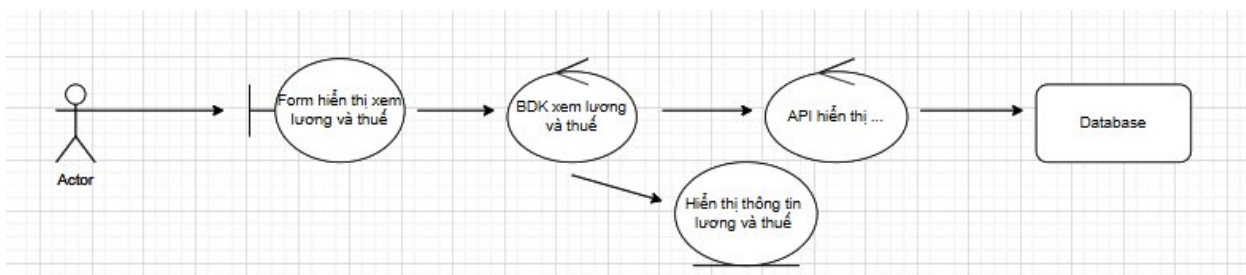 Form hiển thị xem
lương và thuế
BDK xem lương
và thuế
API hiển thị ...
Database
Actor
Hiển thị thông tin
lương và thuế